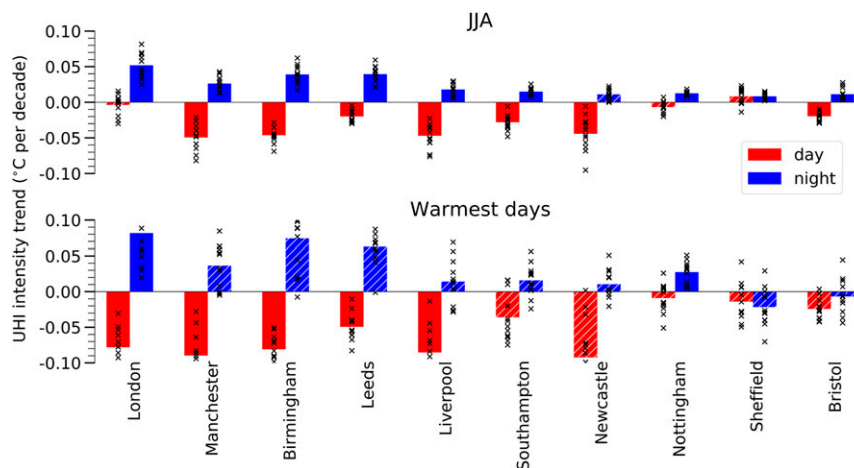 JJA
0.10
0.05
0.00
-0.05
-0.10
day
night
UHI intensity trend (°C per decade)
Warmest days
0.10
0.05
0.00
-0.05
-0.10
London
Manchester
Birmingham
Leeds
Liverpool
Southampton
Newcastle
Nottingham
Sheffield
Bristol